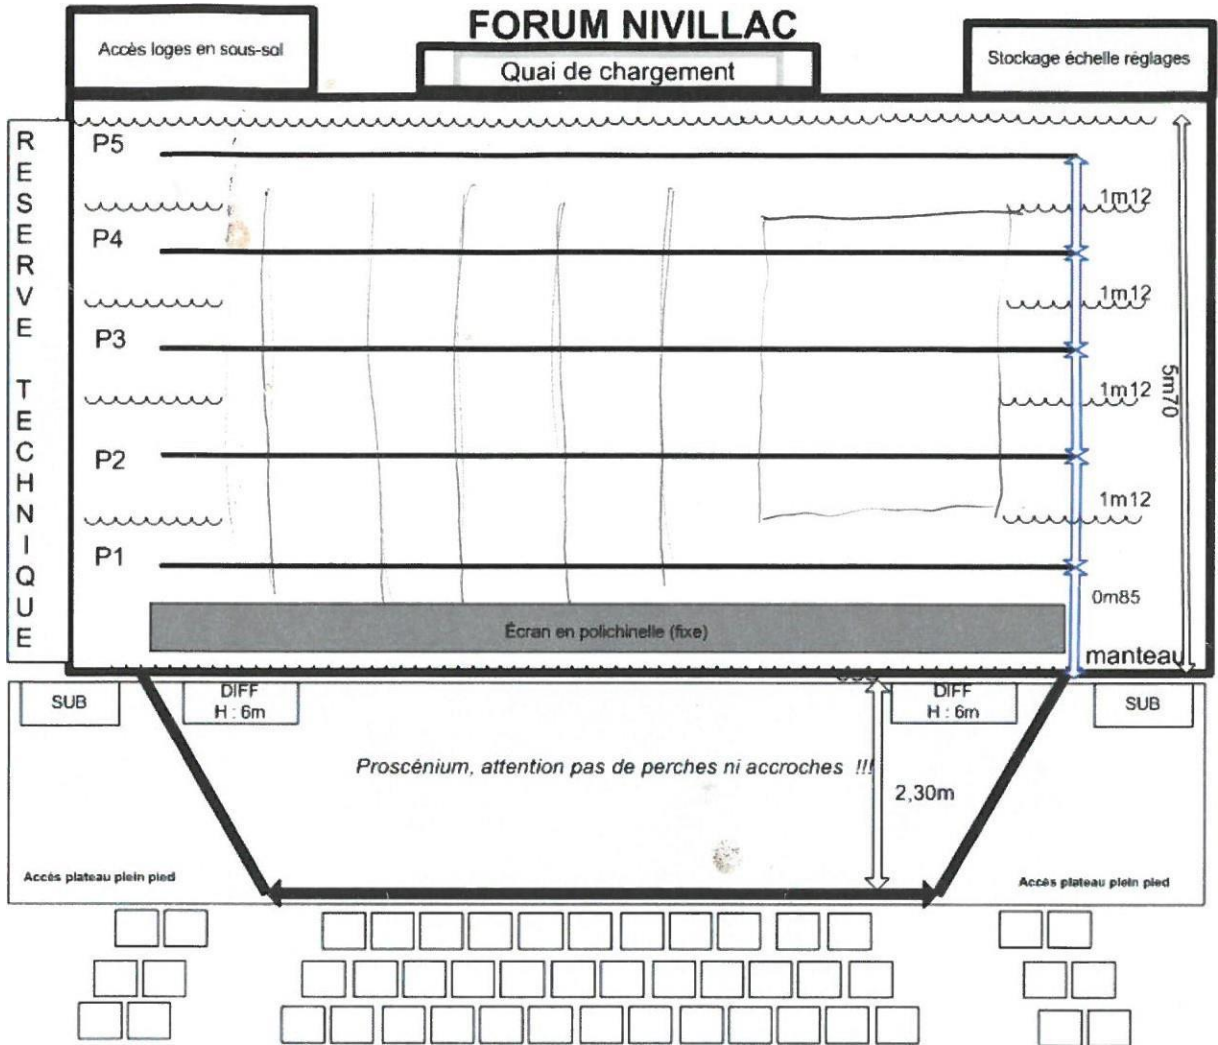 FORUM NIVILLAC
Accès loges en sous-sol
Quai de chargement
Stockage échelle réglages
RESERVE TECHNIQUE
P5
1m12
P4
1m12
P3
5m70
1m12
P2
1m12
P1
0m85
Écran en polichinelle (fixe)
manteau
SUB
DIFF
H : 6m
DIFF
H : 6m
SUB
Proscénium, attention pas de perches ni accroches !!!
2,30m
Accès plateau plein pied
Accès plateau plein pied